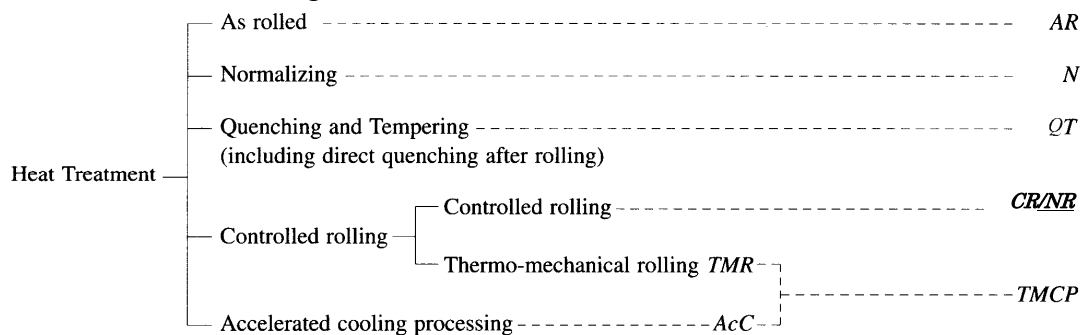 As rolled AR
Normalizing N
Quenching and Tempering QT
(including direct quenching after rolling)
Heat Treatment
Controlled rolling CR/NR
Controlled rolling
Thermo-mechanical rolling TMR
TMCP
Accelerated cooling processing AcC